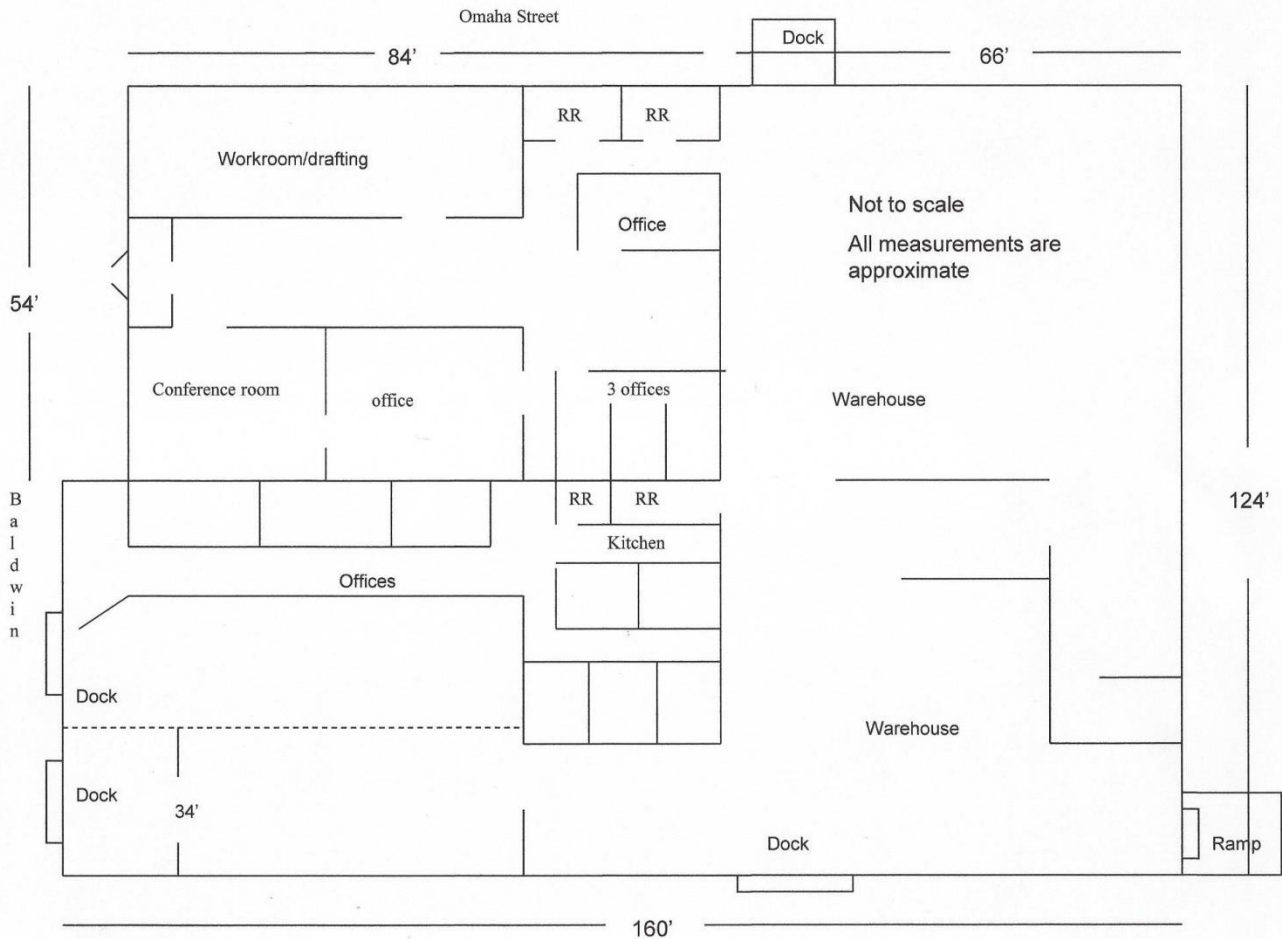 Omaha Street
84'
Dock
66'
RR
RR
Workroom/drafting
Not to scale
Office
All measurements are
approximate
54'
Conference room
office
3 offices
Warehouse
Baldwin
RR
RR
124'
Kitchen
Offices
Dock
Warehouse
Dock
34'
Dock
Ramp
160'